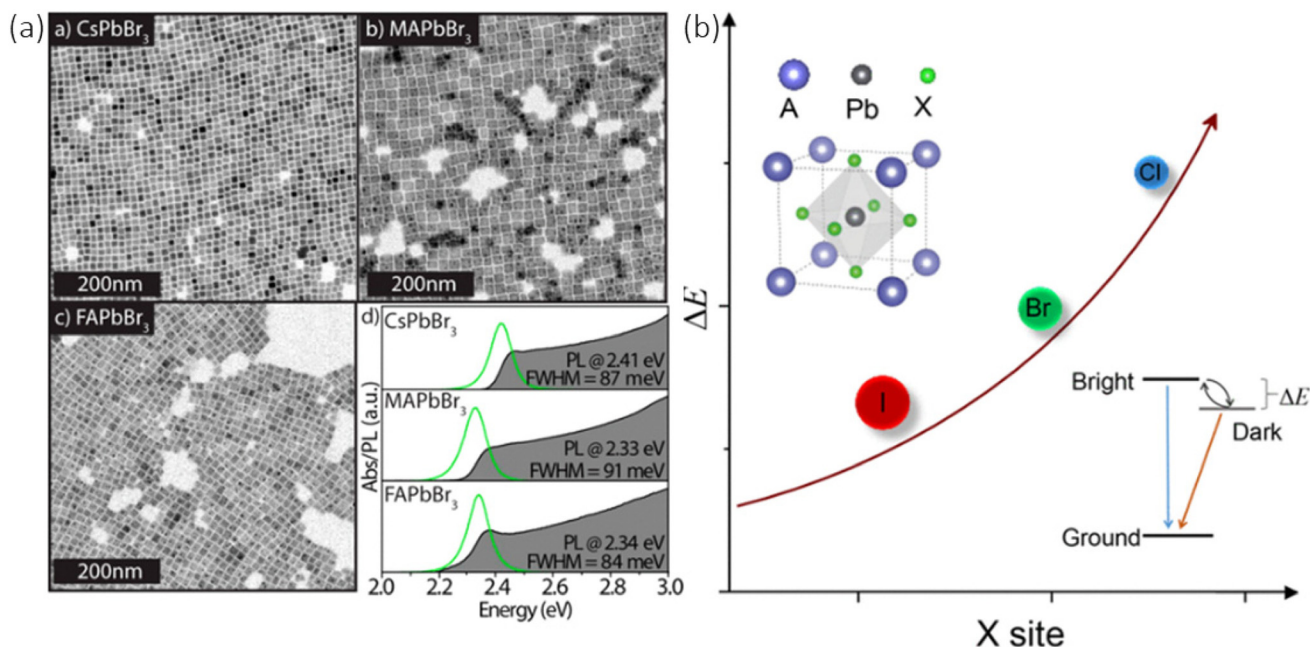 (a)
a) CsPbBr₃
200nm
b) MAPbBr₃
200nm
c) FAPbBr₃
200nm
d)
CsPbBr₃
PL @ 2.41 eV
FWHM = 87 meV
MAPbBr₃
PL @ 2.33 eV
FWHM = 91 meV
FAPbBr₃
PL @ 2.34 eV
FWHM = 84 meV
Abs/PL (a.u.)
2.0 2.2 2.4 2.6 2.8 3.0
Energy (eV)
(b)
A Pb X
Cl
Br
I
ΔE
Bright
ΔE
Dark
Ground
X site